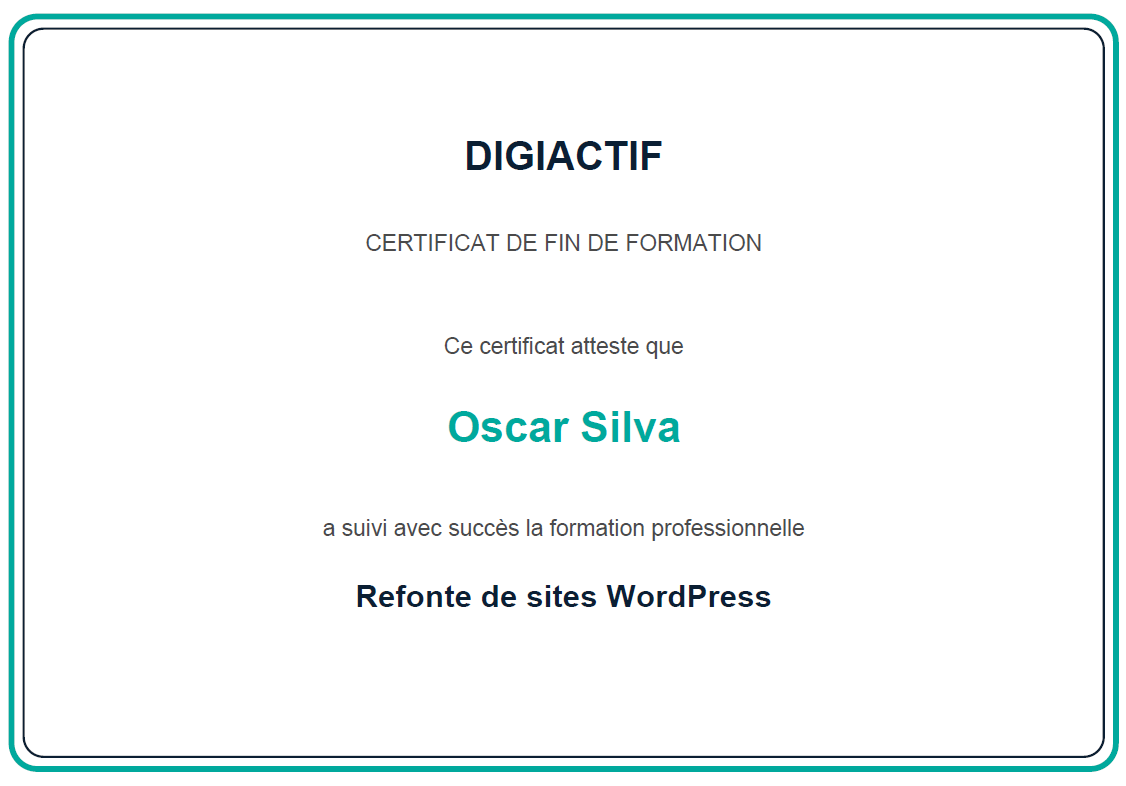 DIGIACTIF
CERTIFICAT DE FIN DE FORMATION
Ce certificat atteste que
Oscar Silva
a suivi avec succès la formation professionnelle
Refonte de sites WordPress